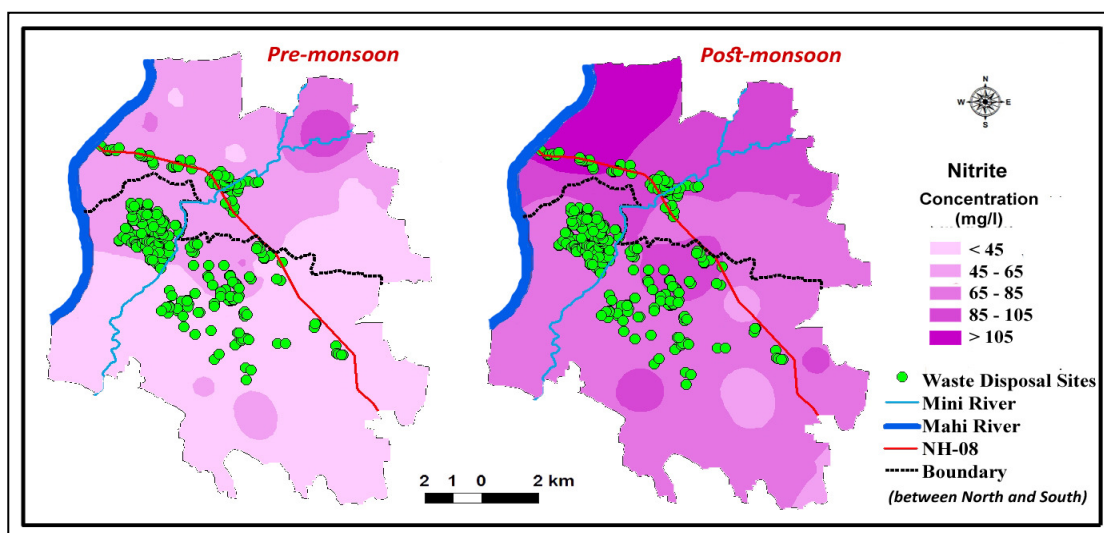 Pre-monsoon
Post-monsoon
N
W E
S
Nitrite
Concentration
(mg/l)
< 45
45 - 65
65 - 85
85 - 105
> 105
Waste Disposal Sites
Mini River
Mahi River
NH-08
Boundary
(between North and South)
2 1 0 2 km